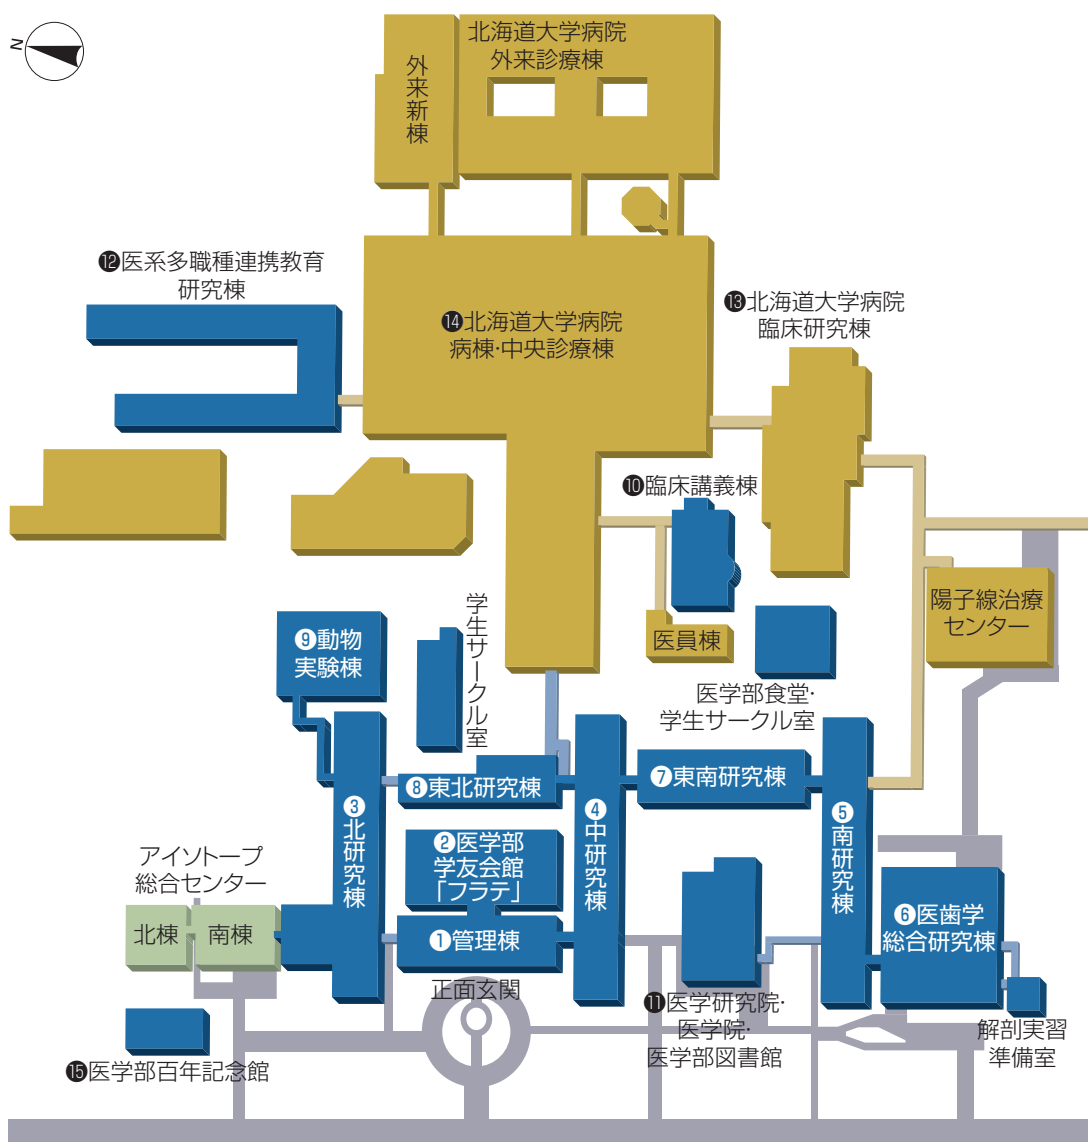 N
北海道大学病院
外来診療棟
外来新棟
⓬医系多職種連携教育
研究棟
⓮北海道大学病院
病棟・中央診療棟
⓭北海道大学病院
臨床研究棟
❿臨床講義棟
陽子線治療
センター
医員棟
学生サークル室
❾動物
実験棟
医学部食堂・
学生サークル室
❽東北研究棟
❼東南研究棟
❸北研究棟
❹中研究棟
❺南研究棟
❷医学部
学友会館
「フラテ」
アイソトープ
総合センター
北棟
南棟
❶管理棟
❻医歯学
総合研究棟
正面玄関
⓫医学研究院・
医学院・
医学部図書館
解剖実習
準備室
⓯医学部百年記念館